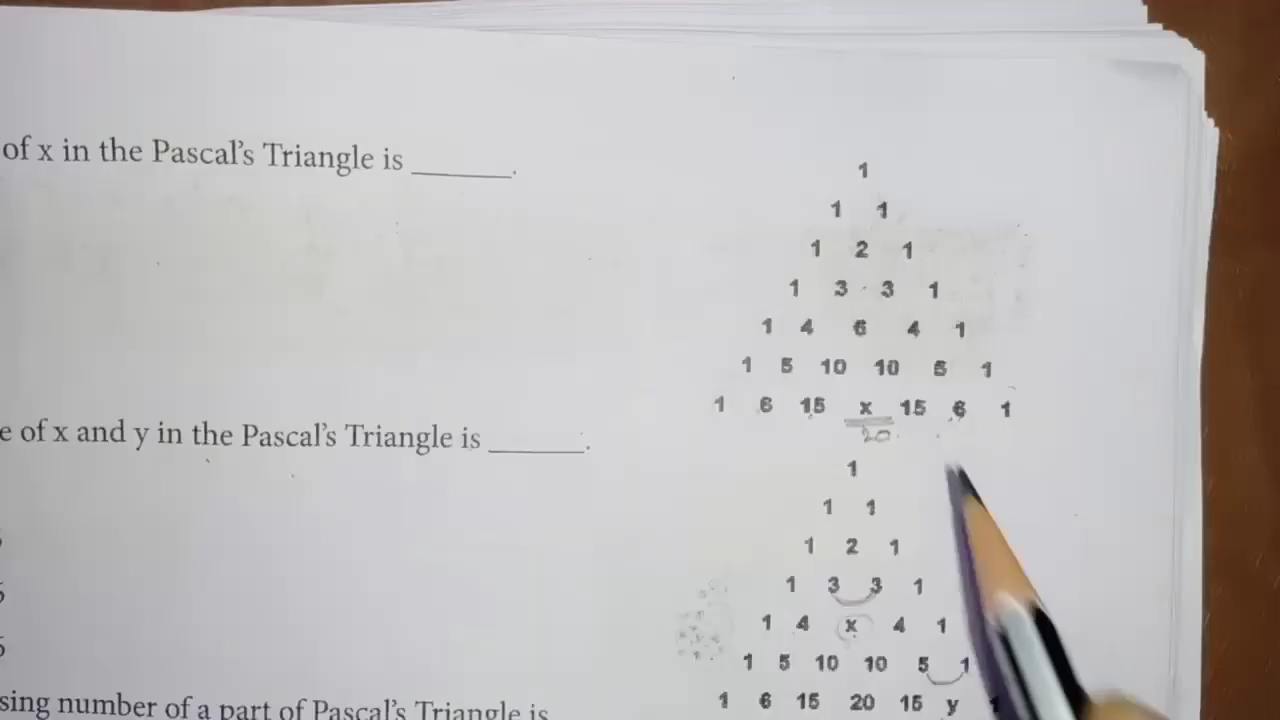 of x in the Pascal's Triangle is ______.
1
1 1
1 2 1
1 3 3 1
1 4 6 4 1
1 5 10 10 5 1
1 6 15 x 15 6 1
20
e of x and y in the Pascal's Triangle is ______.
1
1 1
1 2 1
1 3 3 1
1 4 x 4 1
1 5 10 10 5 1
1 6 15 20 15 y
sing number of a part of Pascal's Triangle is